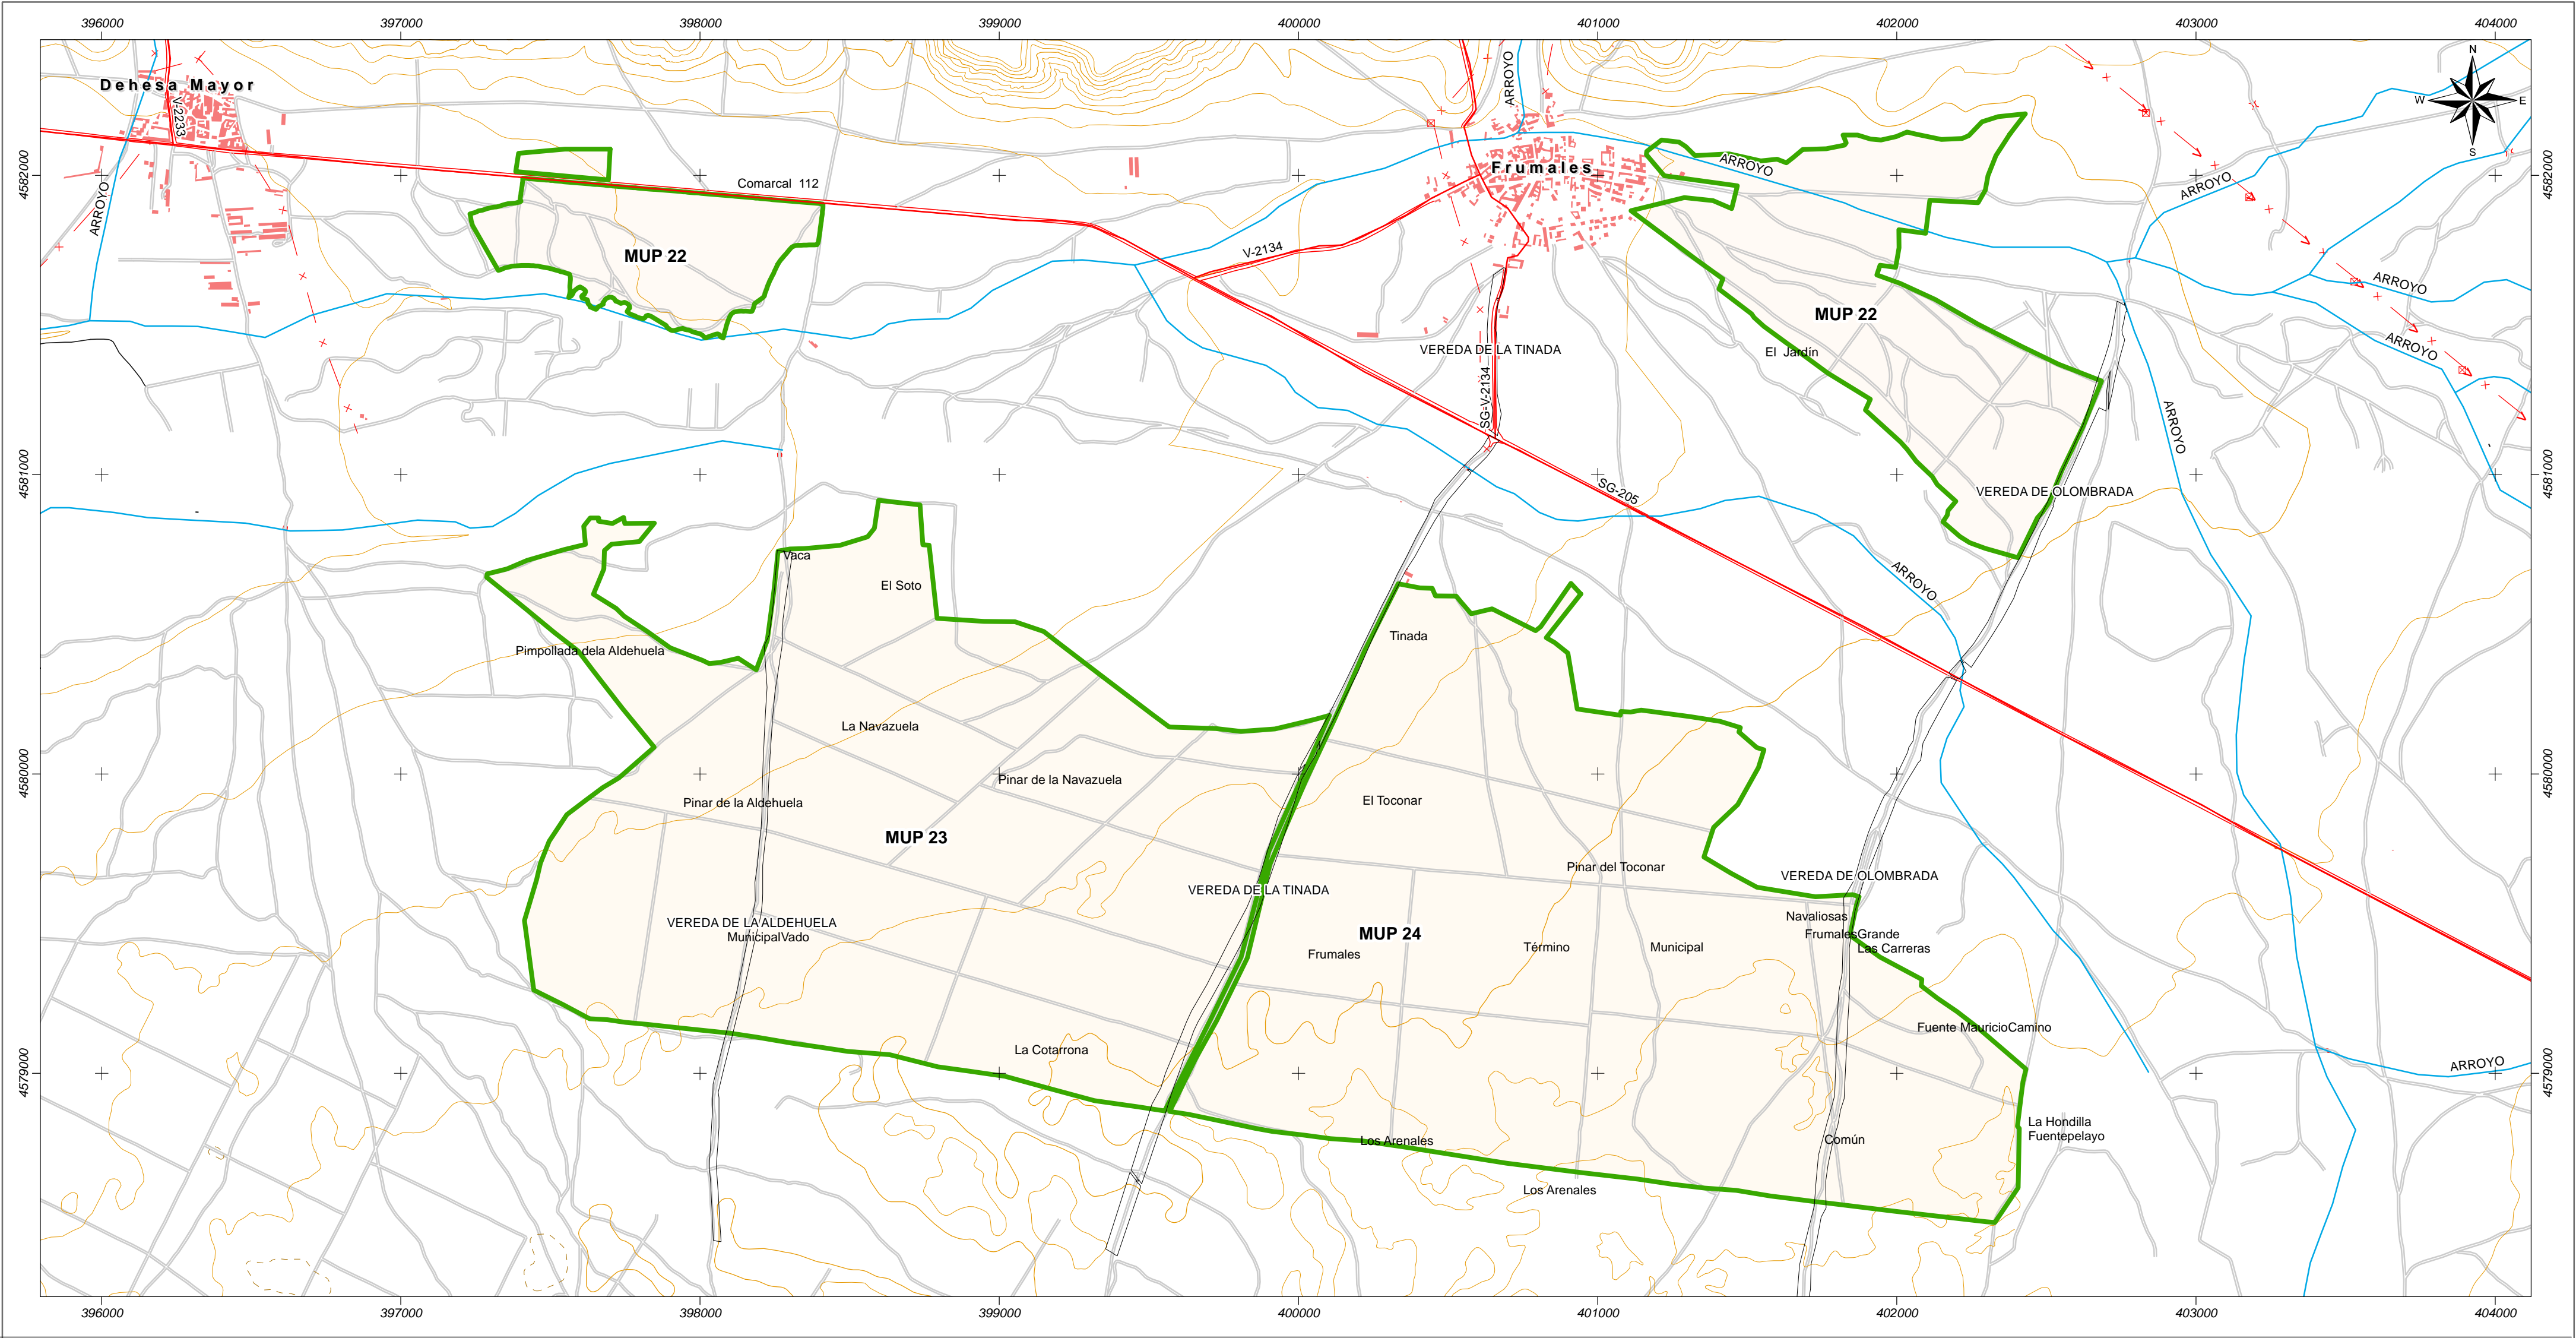 396000 397000 398000 399000 400000 401000 402000 403000 404000
N
W E
S
Dehesa Mayor
V-2233
ARROYO
Frumales
4582000
ARROYO
ARROYO
4582000
Comarcal 112
ARROYO
V-2134
MUP 22
ARROYO
MUP 22
VEREDA DE LA TINADA
ARROYO
El Jardín
SG-V-2134
ARROYO
4581000
SG-205
VEREDA DE OLOMBRADA
4581000
Vaca
El Soto
ARROYO
Tinada
Pimpollada dela Aldehuela
La Navazuela
4580000
Pinar de la Navazuela
4580000
Pinar de la Aldehuela
El Toconar
MUP 23
Pinar del Toconar
VEREDA DE OLOMBRADA
VEREDA DE LA TINADA
Navaliosas
VEREDA DE LA ALDEHUELA
MunicipalVado
MUP 24
FrumalesGrande
Frumales
Término
Municipal
Las Carreras
Fuente MauricioCamino
4579000
La Cotarrona
ARROYO
4579000
La Hondilla
Fuentepelayo
Los Arenales
Común
Los Arenales
396000 397000 398000 399000 400000 401000 402000 403000 404000